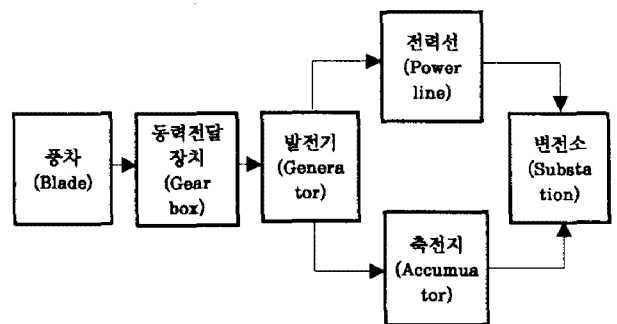 풍차
(Blade)
동력전달
장치
(Gear
box)
발전기
(Genera
tor)
전력선
(Power
line)
축전지
(Accumua
tor)
변전소
(Substa
tion)